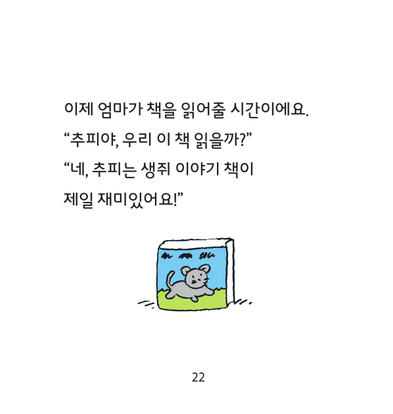 이제 엄마가 책을 읽어줄 시간이에요.
“추피야, 우리 이 책 읽을까?”
“네, 추피는 생쥐 이야기 책이
제일 재미있어요!”
22